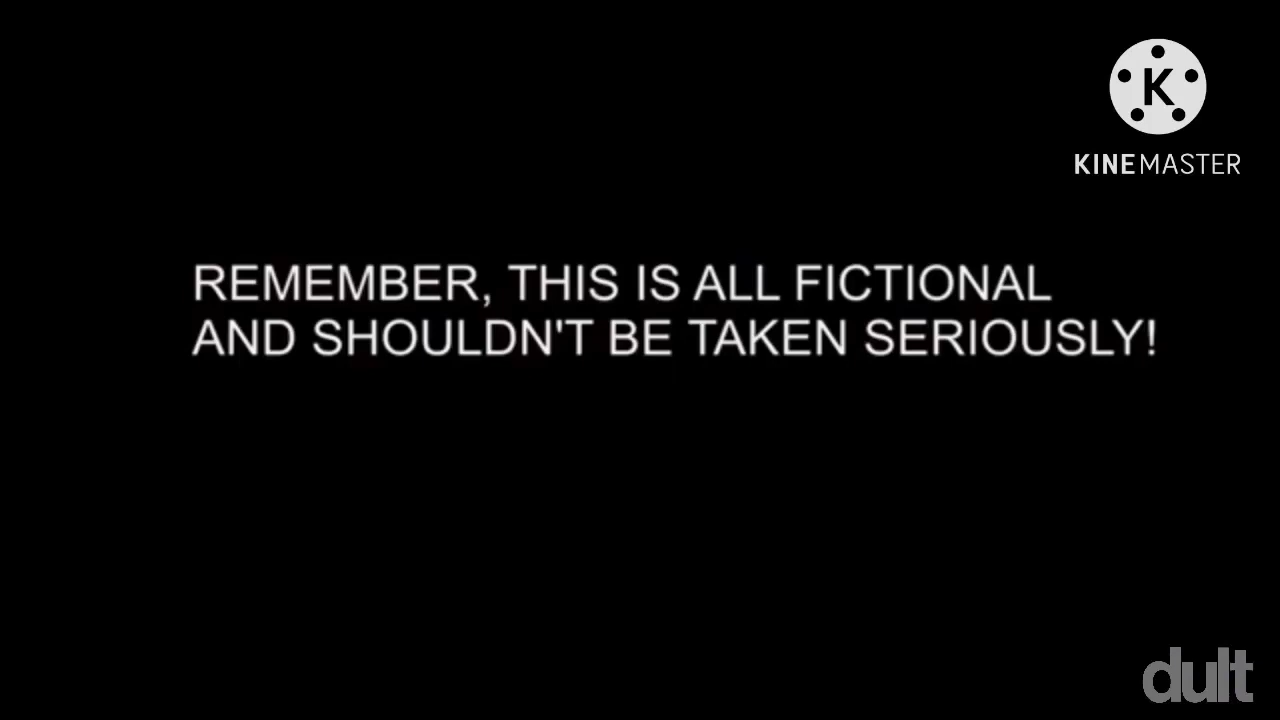 K
KINEMASTER
REMEMBER, THIS IS ALL FICTIONAL
AND SHOULDN'T BE TAKEN SERIOUSLY!
dult